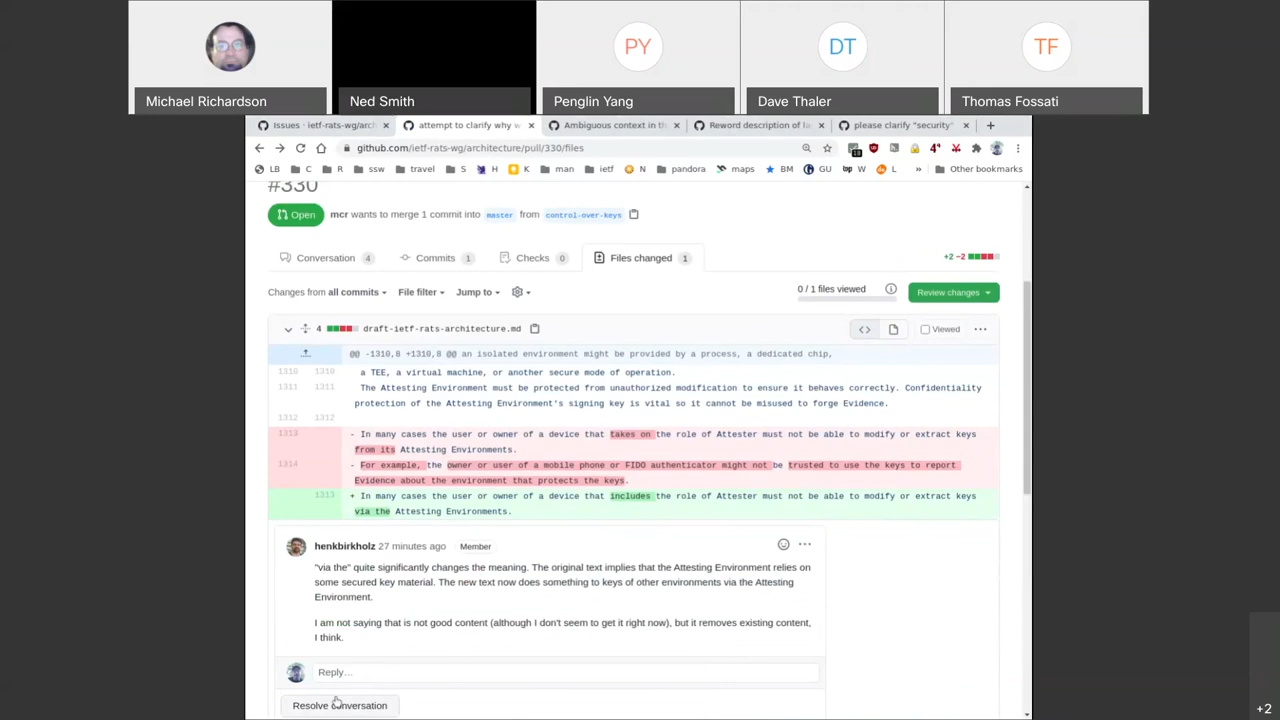 PY
DT
TF
Michael Richardson
Ned Smith
Penglin Yang
Dave Thaler
Thomas Fossati
Issues · ietf-rats-wg/arch
attempt to clarify why w
Ambiguous context in th
Reword description of la
please clarify "security"
github.com/ietf-rats-wg/architecture/pull/330/files
LB
C
R
ssw
travel
S
H
K
man
ietf
N
pandora
maps
BM
GU
W
L
»
Other bookmarks
#330
Open
mcr wants to merge 1 commit into master from control-over-keys
Conversation 4
Commits 1
Checks 0
Files changed 1
+2 −2
Changes from all commits
File filter
Jump to
0 / 1 files viewed
Review changes
4
draft-ietf-rats-architecture.md
Viewed
@@ -1310,8 +1310,8 @@ an isolated environment might be provided by a process, a dedicated chip,
1310 1310 a TEE, a virtual machine, or another secure mode of operation.
1311 1311 The Attesting Environment must be protected from unauthorized modification to ensure it behaves correctly. Confidentiality
protection of the Attesting Environment's signing key is vital so it cannot be misused to forge Evidence.
1312 1312
1313 - In many cases the user or owner of a device that takes on the role of Attester must not be able to modify or extract keys
from its Attesting Environments.
1314 - For example, the owner or user of a mobile phone or FIDO authenticator might not be trusted to use the keys to report
Evidence about the environment that protects the keys.
1313 + In many cases the user or owner of a device that includes the role of Attester must not be able to modify or extract keys
via the Attesting Environments.
henkbirkholz 27 minutes ago Member
"via the" quite significantly changes the meaning. The original text implies that the Attesting Environment relies on
some secured key material. The new text now does something to keys of other environments via the Attesting
Environment.
I am not saying that is not good content (although I don't seem to get it right now), but it removes existing content,
I think.
Reply…
Resolve conversation
+2